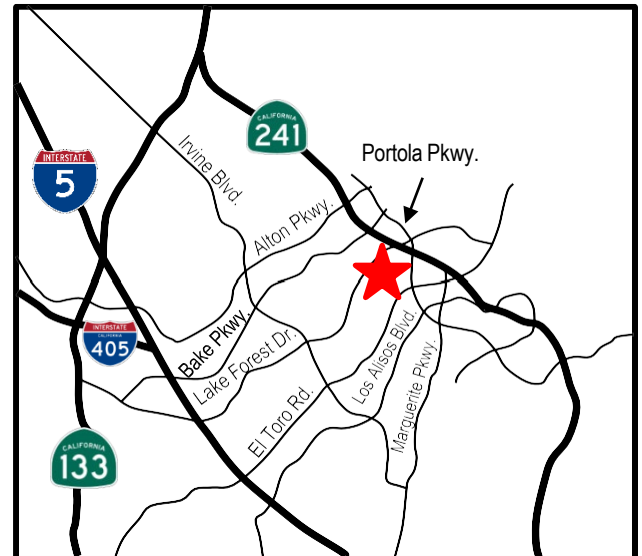 CALIFORNIA
241
Portola Pkwy.
Irvine Blvd.
INTERSTATE
5
Alton Pkwy.
INTERSTATE
CALIFORNIA
405
Bake Pkwy.
Lake Forest Dr.
Los Alisos Blvd.
El Toro Rd.
Marguerite Pkwy.
CALIFORNIA
133